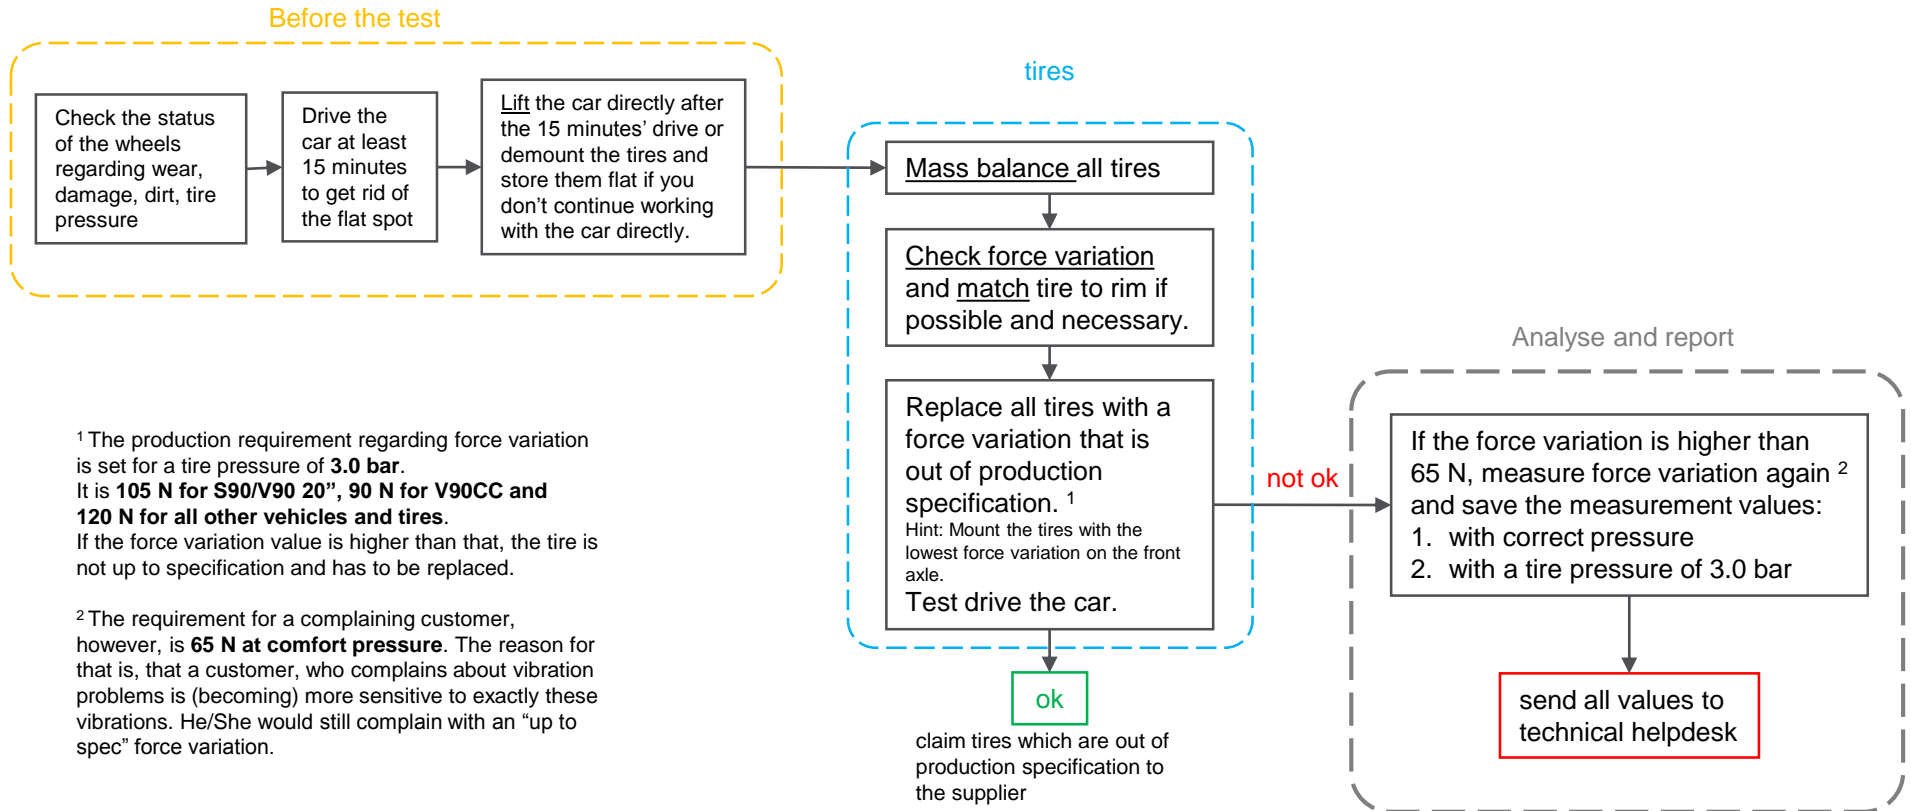 Before the test
Check the status
of the wheels
regarding wear,
damage, dirt, tire
pressure
Drive the
car at least
15 minutes
to get rid of
the flat spot
Lift the car directly after
the 15 minutes’ drive or
demount the tires and
store them flat if you
don’t continue working
with the car directly.
tires
Mass balance all tires
Check force variation
and match tire to rim if
possible and necessary.
Replace all tires with a
force variation that is
out of production
specification. 1
Hint: Mount the tires with the
lowest force variation on the front
axle.
Test drive the car.
ok
claim tires which are out of
production specification to
the supplier
not ok
Analyse and report
If the force variation is higher than
65 N, measure force variation again 2
and save the measurement values:
1. with correct pressure
2. with a tire pressure of 3.0 bar
send all values to
technical helpdesk
1 The production requirement regarding force variation
is set for a tire pressure of 3.0 bar.
It is 105 N for S90/V90 20”, 90 N for V90CC and
120 N for all other vehicles and tires.
If the force variation value is higher than that, the tire is
not up to specification and has to be replaced.
2 The requirement for a complaining customer,
however, is 65 N at comfort pressure. The reason for
that is, that a customer, who complains about vibration
problems is (becoming) more sensitive to exactly these
vibrations. He/She would still complain with an “up to
spec” force variation.